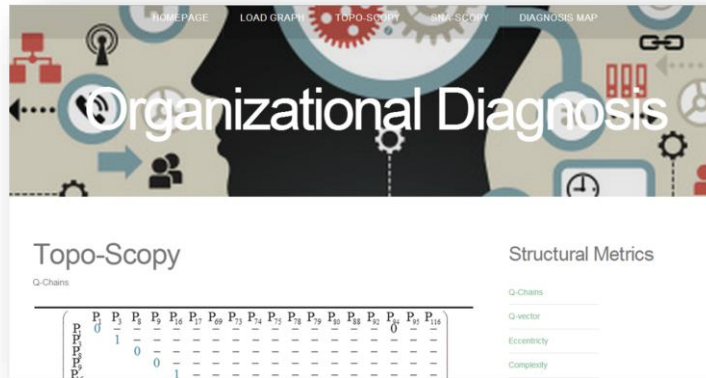 HOMEPAGE LOAD GRAPH TOPO-SCOPY SNA-SCOPY DIAGNOSIS MAP
Organizational Diagnosis
Topo-Scopy
Structural Metrics
Q-Chains
Q-Chains
Q-vector
Eccentricty
Complexity
P1 P3 P8 P9 P16 P17 P69 P73 P74 P75 P78 P79 P80 P88 P92 P94 P95 P116
P1 0 – – – – – – – – – – – – – – 0 – –
P3 – 1 – – – – – – – – – – – – – – – –
P8 – – 0 – – – – – – – – – – – – – – –
P9 – – – 0 – – – – – – – – – – – – – –
– – – – 1 – – – – – – – – – – – – –